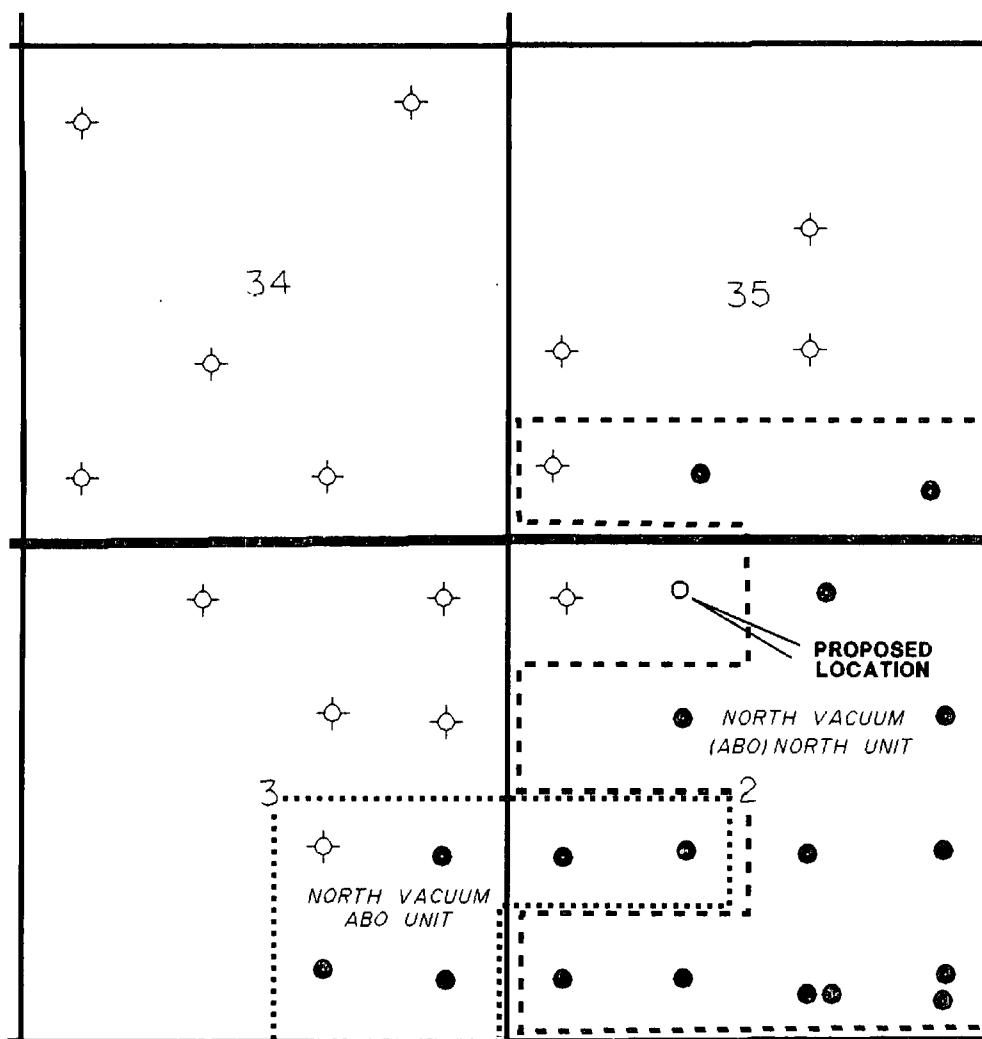 34
35
PROPOSED
LOCATION
NORTH VACUUM
(ABO) NORTH UNIT
3
2
NORTH VACUUM
ABO UNIT